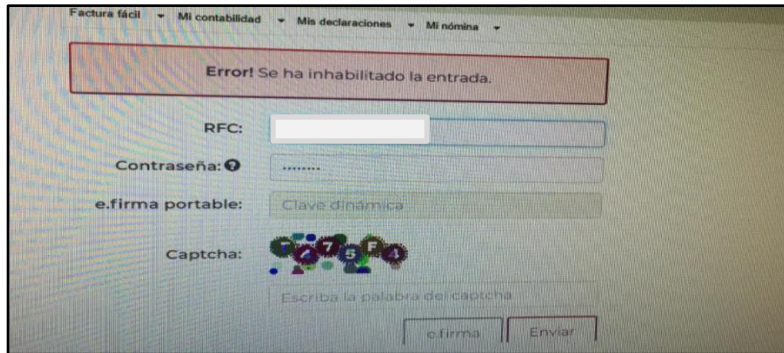 Factura fácil Mi contabilidad Mis declaraciones Mi nómina
Error! Se ha inhabilitado la entrada.
RFC:
Contraseña: ?
........
e.firma portable: Clave dinámica
Captcha:
Escriba la palabra del captcha
e.firma Enviar